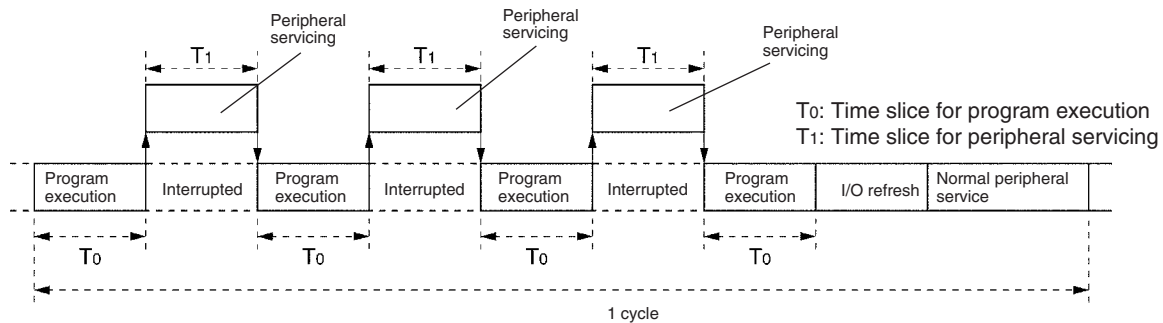 Peripheral
servicing
Peripheral
servicing
Peripheral
servicing
T1
T1
T1
T0: Time slice for program execution
T1: Time slice for peripheral servicing
Program
execution
Interrupted
Program
execution
Interrupted
Program
execution
Interrupted
Program
execution
I/O refresh
Normal peripheral
service
T0
T0
T0
T0
1 cycle